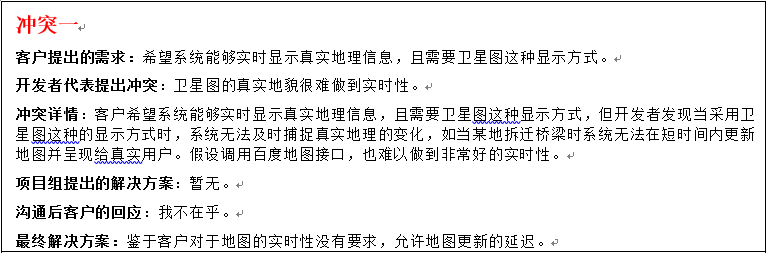 冲突一
客户提出的需求：希望系统能够实时显示真实地理信息，且需要卫星图这种显示方式。
开发者代表提出冲突：卫星图的真实地貌很难做到实时性。
冲突详情：客户希望系统能够实时显示真实地理信息，且需要卫星图这种显示方式，但开发者发现当采用卫
星图这种的显示方式时，系统无法及时捕捉真实地理的变化，如当某地拆迁桥梁时系统无法在短时间内更新
地图并呈现给真实用户。假设调用百度地图接口，也难以做到非常好的实时性。
项目组提出的解决方案：暂无。
沟通后客户的回应：我不在乎。
最终解决方案：鉴于客户对于地图的实时性没有要求，允许地图更新的延迟。